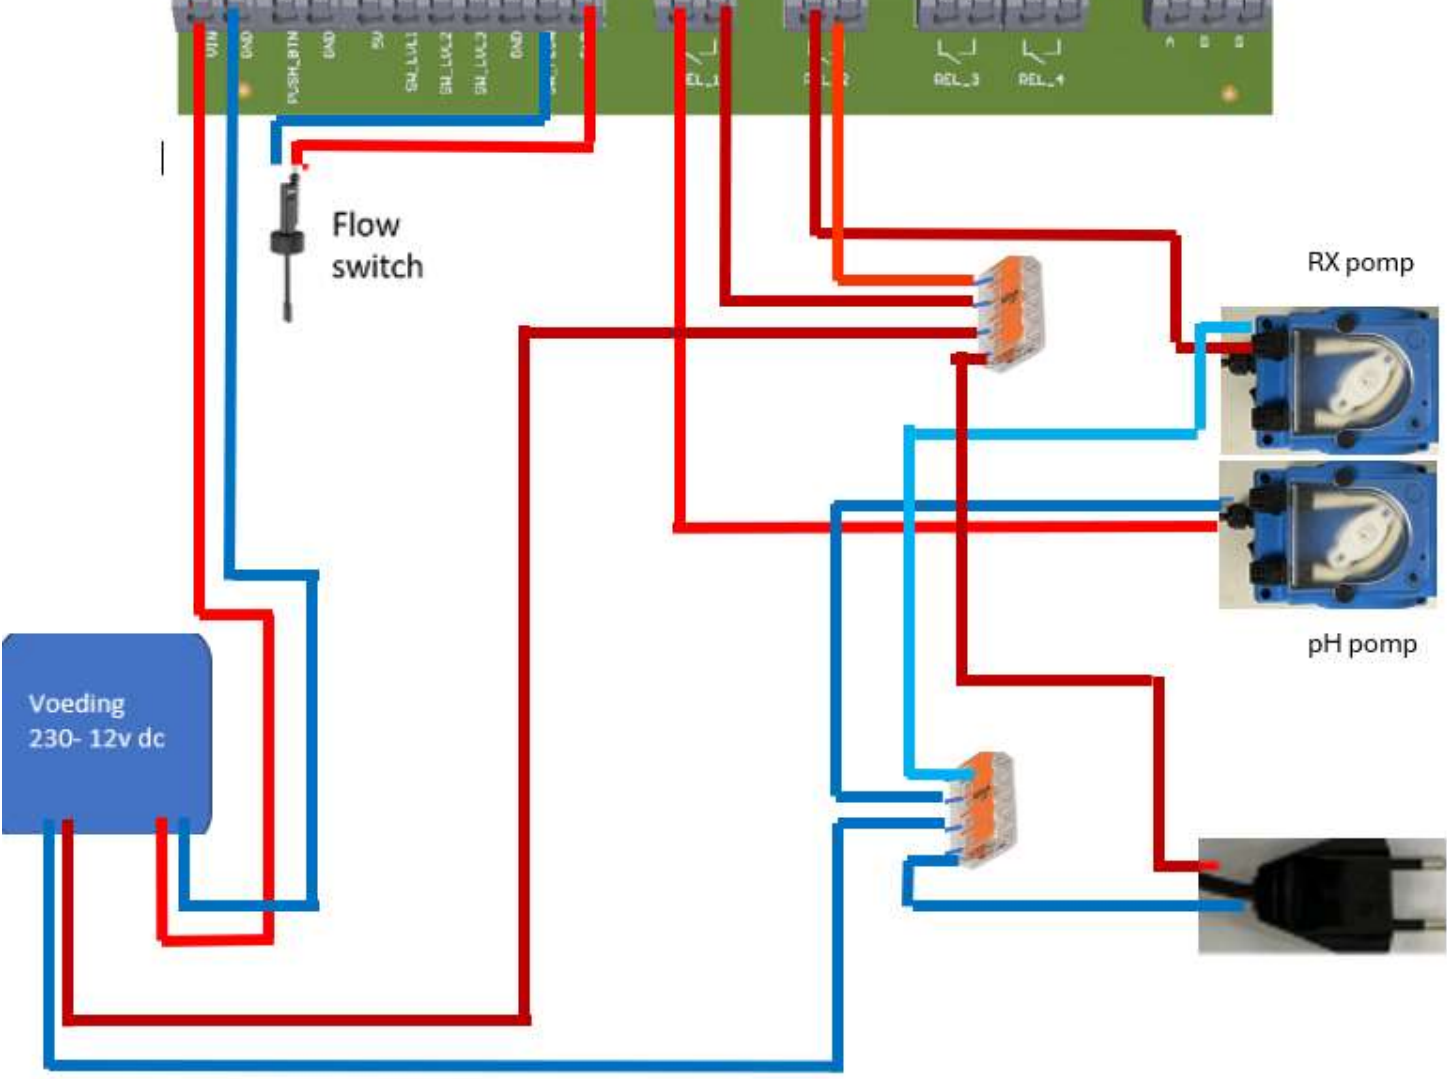 VIN
GND
PUSH_BTN
GND
5V
SW_LVL1
SW_LVL2
SW_LVL3
GND
REL_3
REL_4
A
B
G
Flow
switch
RX pomp
pH pomp
Voeding
230- 12v dc